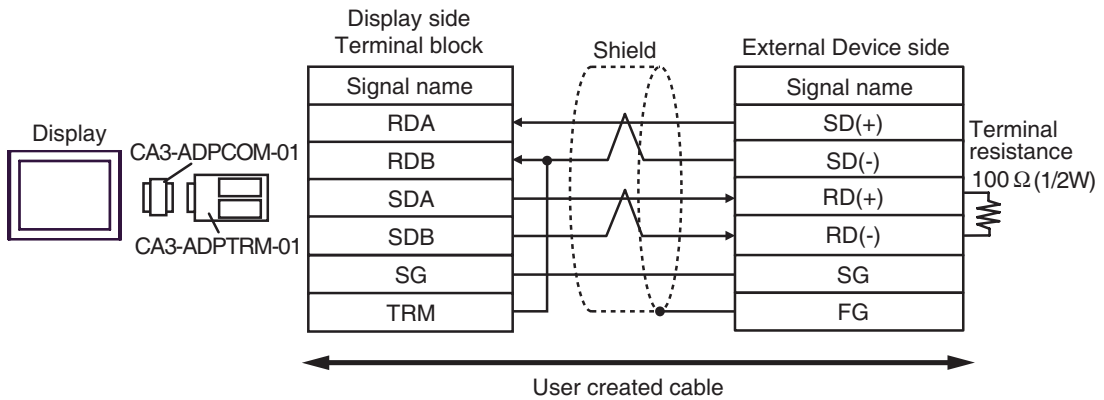 Display side
Terminal block
Shield
External Device side
Signal name
Signal name
RDA
SD(+)
Display
CA3-ADPCOM-01
RDB
SD(-)
Terminal
resistance
100 Ω (1/2W)
SDA
RD(+)
CA3-ADPTRM-01
SDB
RD(-)
SG
SG
TRM
FG
User created cable